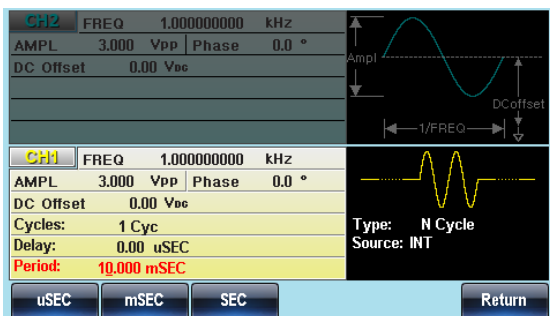 CH2 FREQ 1.000000000 kHz
AMPL 3.000 Vpp Phase 0.0 °
DC Offset 0.00 VDC
Ampl
DCoffset
1/FREQ
CH1 FREQ 1.000000000 kHz
AMPL 3.000 Vpp Phase 0.0 °
DC Offset 0.00 VDC
Cycles: 1 Cyc
Delay: 0.00 uSEC
Period: 10.000 mSEC
Type: N Cycle
Source: INT
uSEC mSEC SEC Return